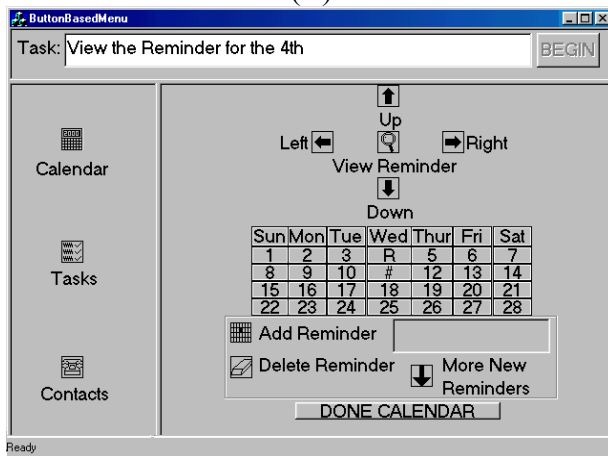 ButtonBasedMenu
Task: View the Reminder for the 4th BEGIN
Up
Left Right
View Reminder
Down
Calendar
Tasks
Contacts
Sun Mon Tue Wed Thur Fri Sat
1 2 3 R 5 6 7
8 9 10 # 12 13 14
15 16 17 18 19 20 21
22 23 24 25 26 27 28
Add Reminder
Delete Reminder
More New
Reminders
DONE CALENDAR
Ready